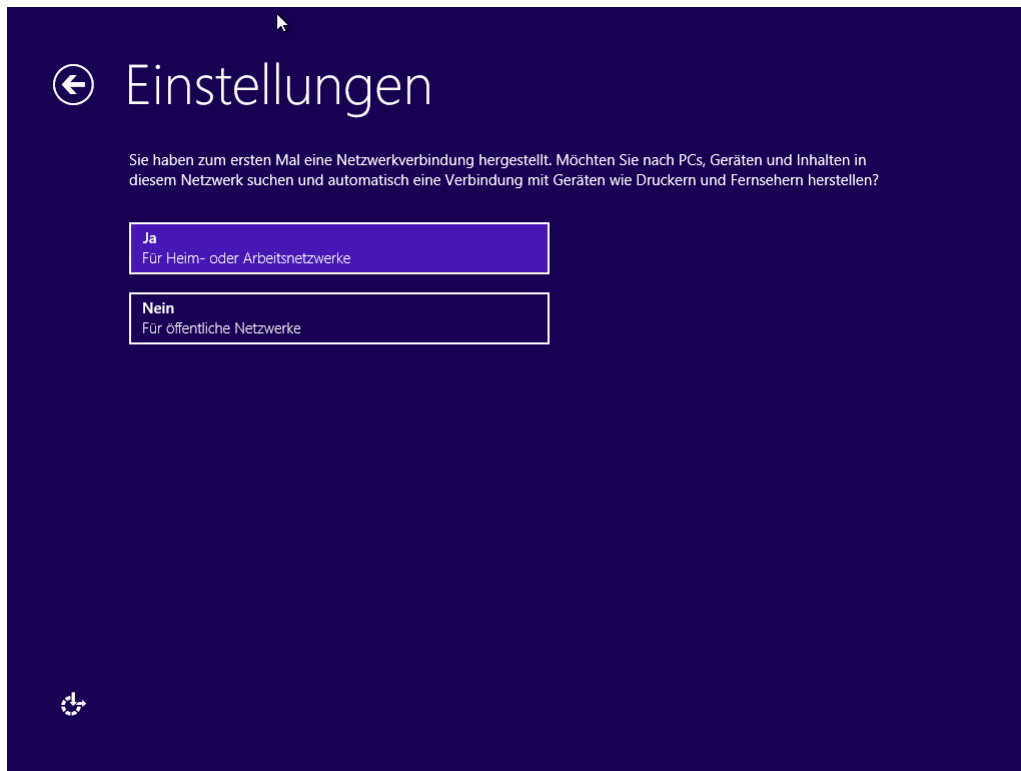 Einstellungen
Sie haben zum ersten Mal eine Netzwerkverbindung hergestellt. Möchten Sie nach PCs, Geräten und Inhalten in
diesem Netzwerk suchen und automatisch eine Verbindung mit Geräten wie Druckern und Fernsehern herstellen?
Ja
Für Heim- oder Arbeitsnetzwerke
Nein
Für öffentliche Netzwerke